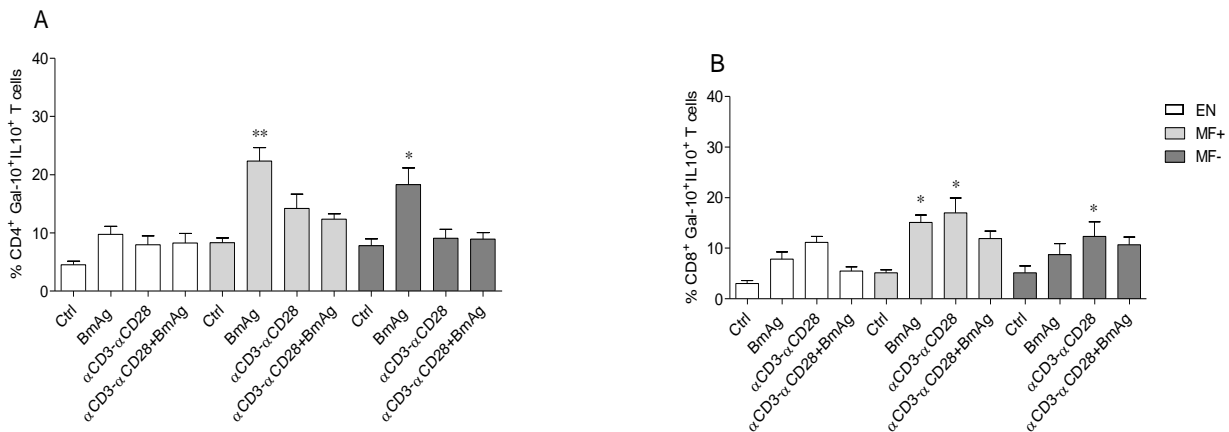 A
% CD4+ Gal-10+IL10+ T cells
40
30
20
10
0
**
*
Ctrl
BmAg
αCD3-αCD28
αCD3-αCD28+BmAg
Ctrl
BmAg
αCD3-αCD28
αCD3-αCD28+BmAg
Ctrl
BmAg
αCD3-αCD28
αCD3-αCD28+BmAg
B
% CD8+ Gal-10+IL10+ T cells
40
30
20
10
0
*
*
*
Ctrl
BmAg
αCD3-αCD28
αCD3-αCD28+BmAg
Ctrl
BmAg
αCD3-αCD28
αCD3-αCD28+BmAg
Ctrl
BmAg
αCD3-αCD28
αCD3-αCD28+BmAg
EN
MF+
MF-